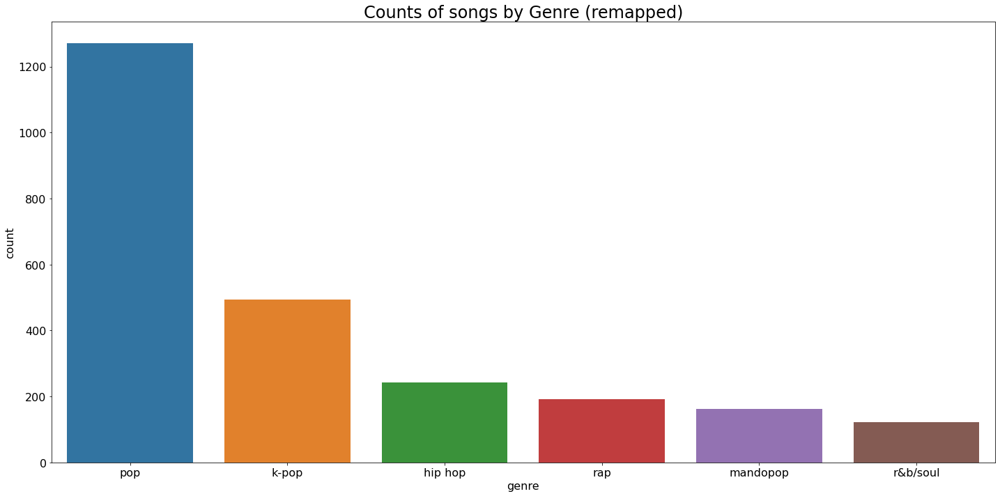 Counts of songs by Genre (remapped)
count
1200
1000
800
600
400
200
0
pop k-pop hip hop rap mandopop r&b/soul
genre